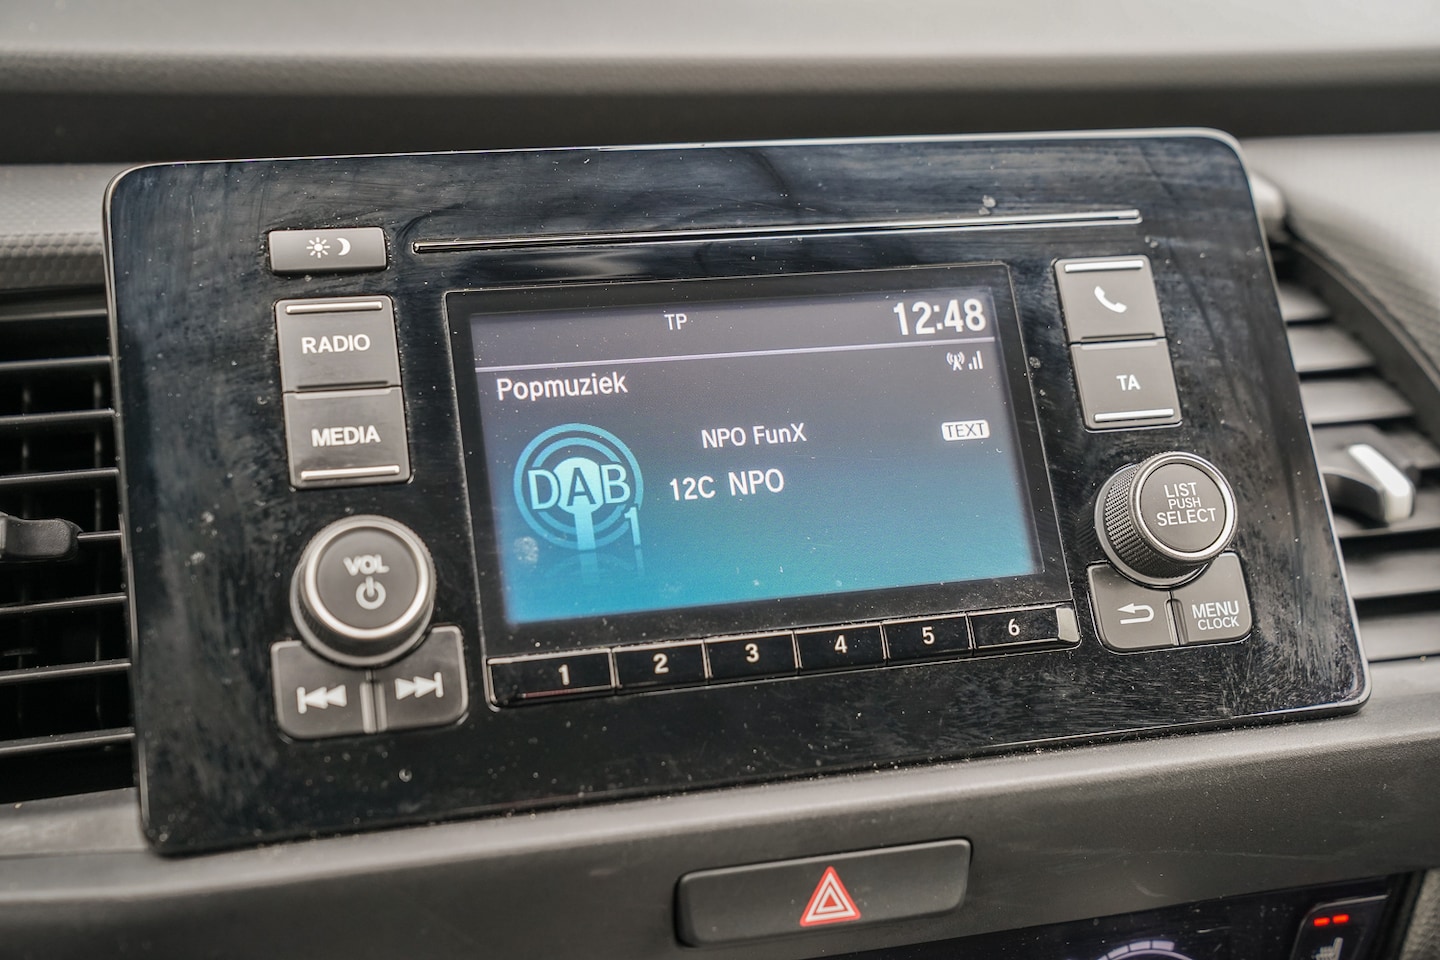 TP
12:48
RADIO
Popmuziek
MEDIA
NPO FunX
TEXT
DAB
1
12C NPO
TA
LIST
PUSH
SELECT
VOL
MENU
CLOCK
1
2
3
4
5
6